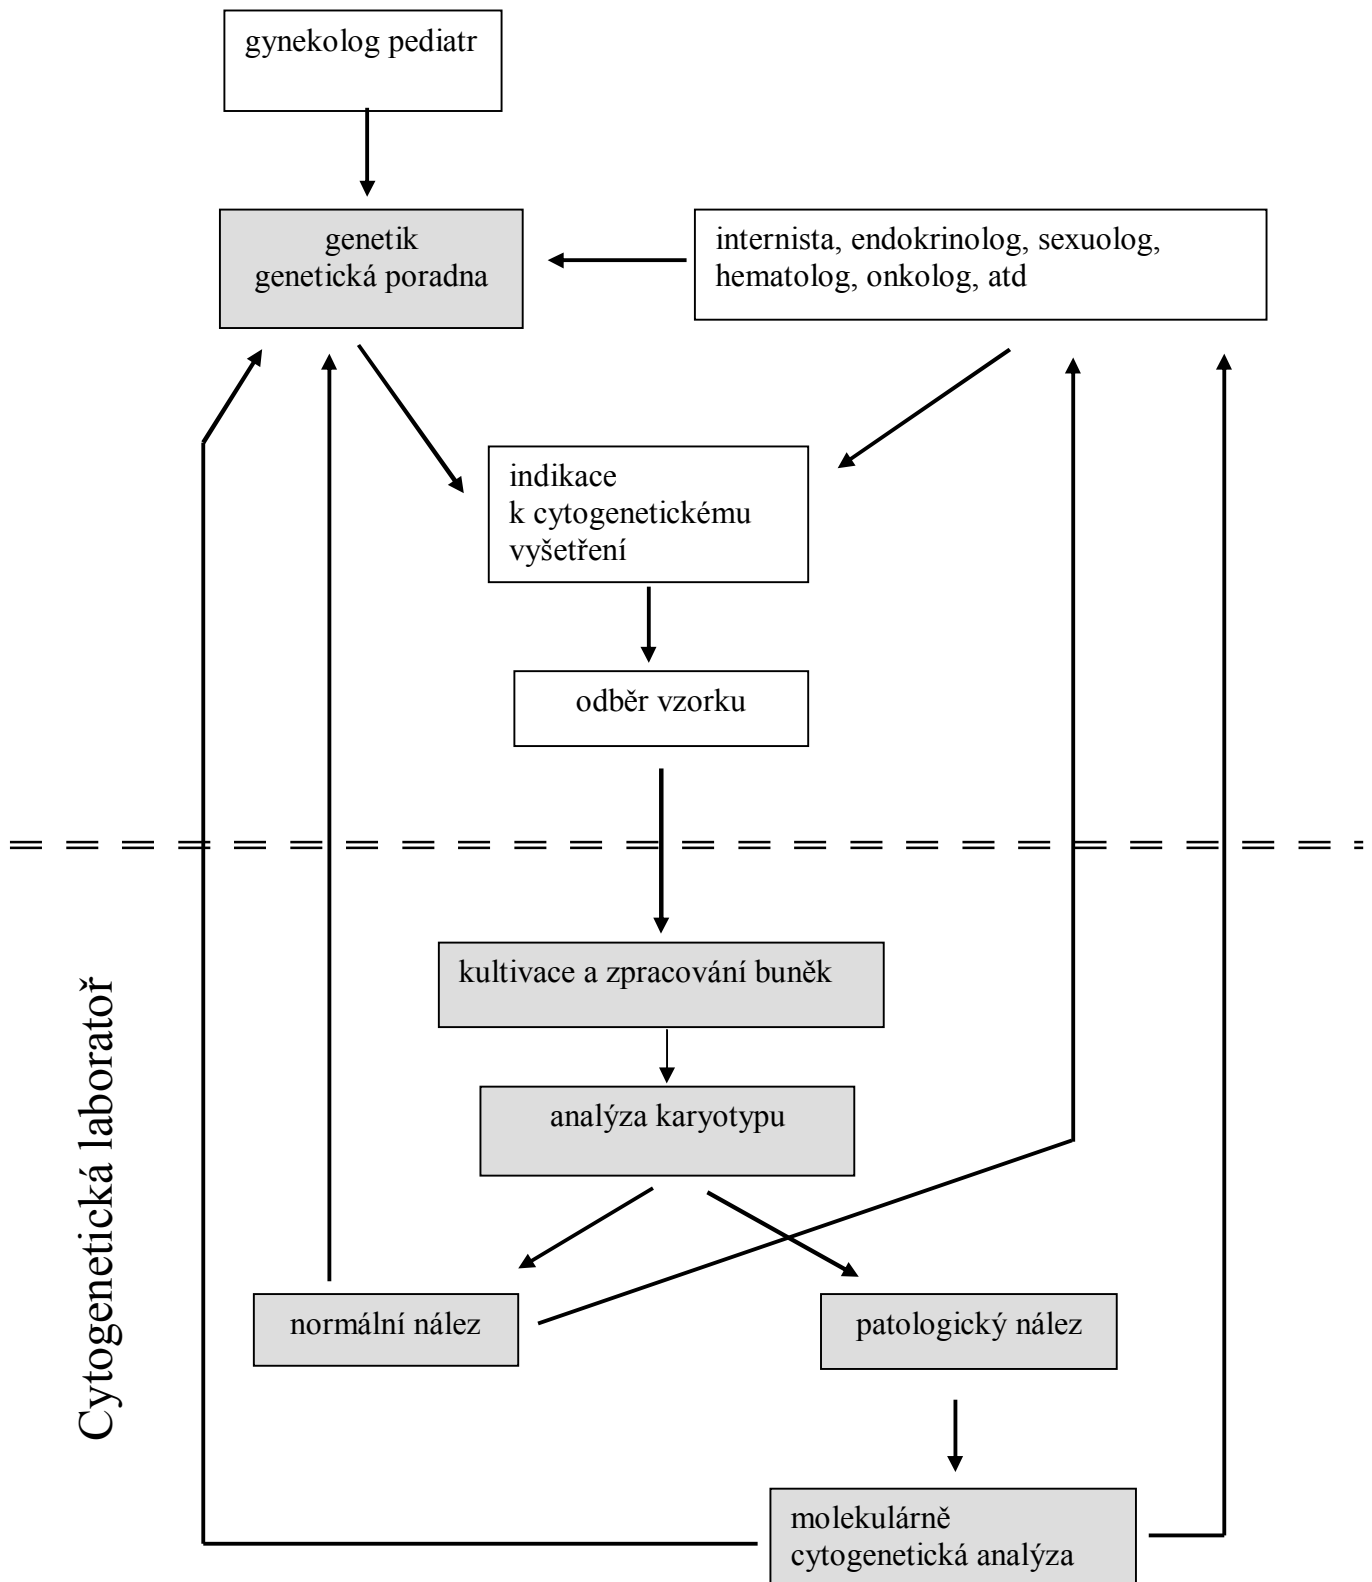 gynekolog pediatr
genetik
genetická poradna
internista, endokrinolog, sexuolog,
hematolog, onkolog, atd
indikace
k cytogenetickému
vyšetření
odběr vzorku
Cytogenetická laboratoř
kultivace a zpracování buněk
analýza karyotypu
normální nález
patologický nález
molekulárně
cytogenetická analýza